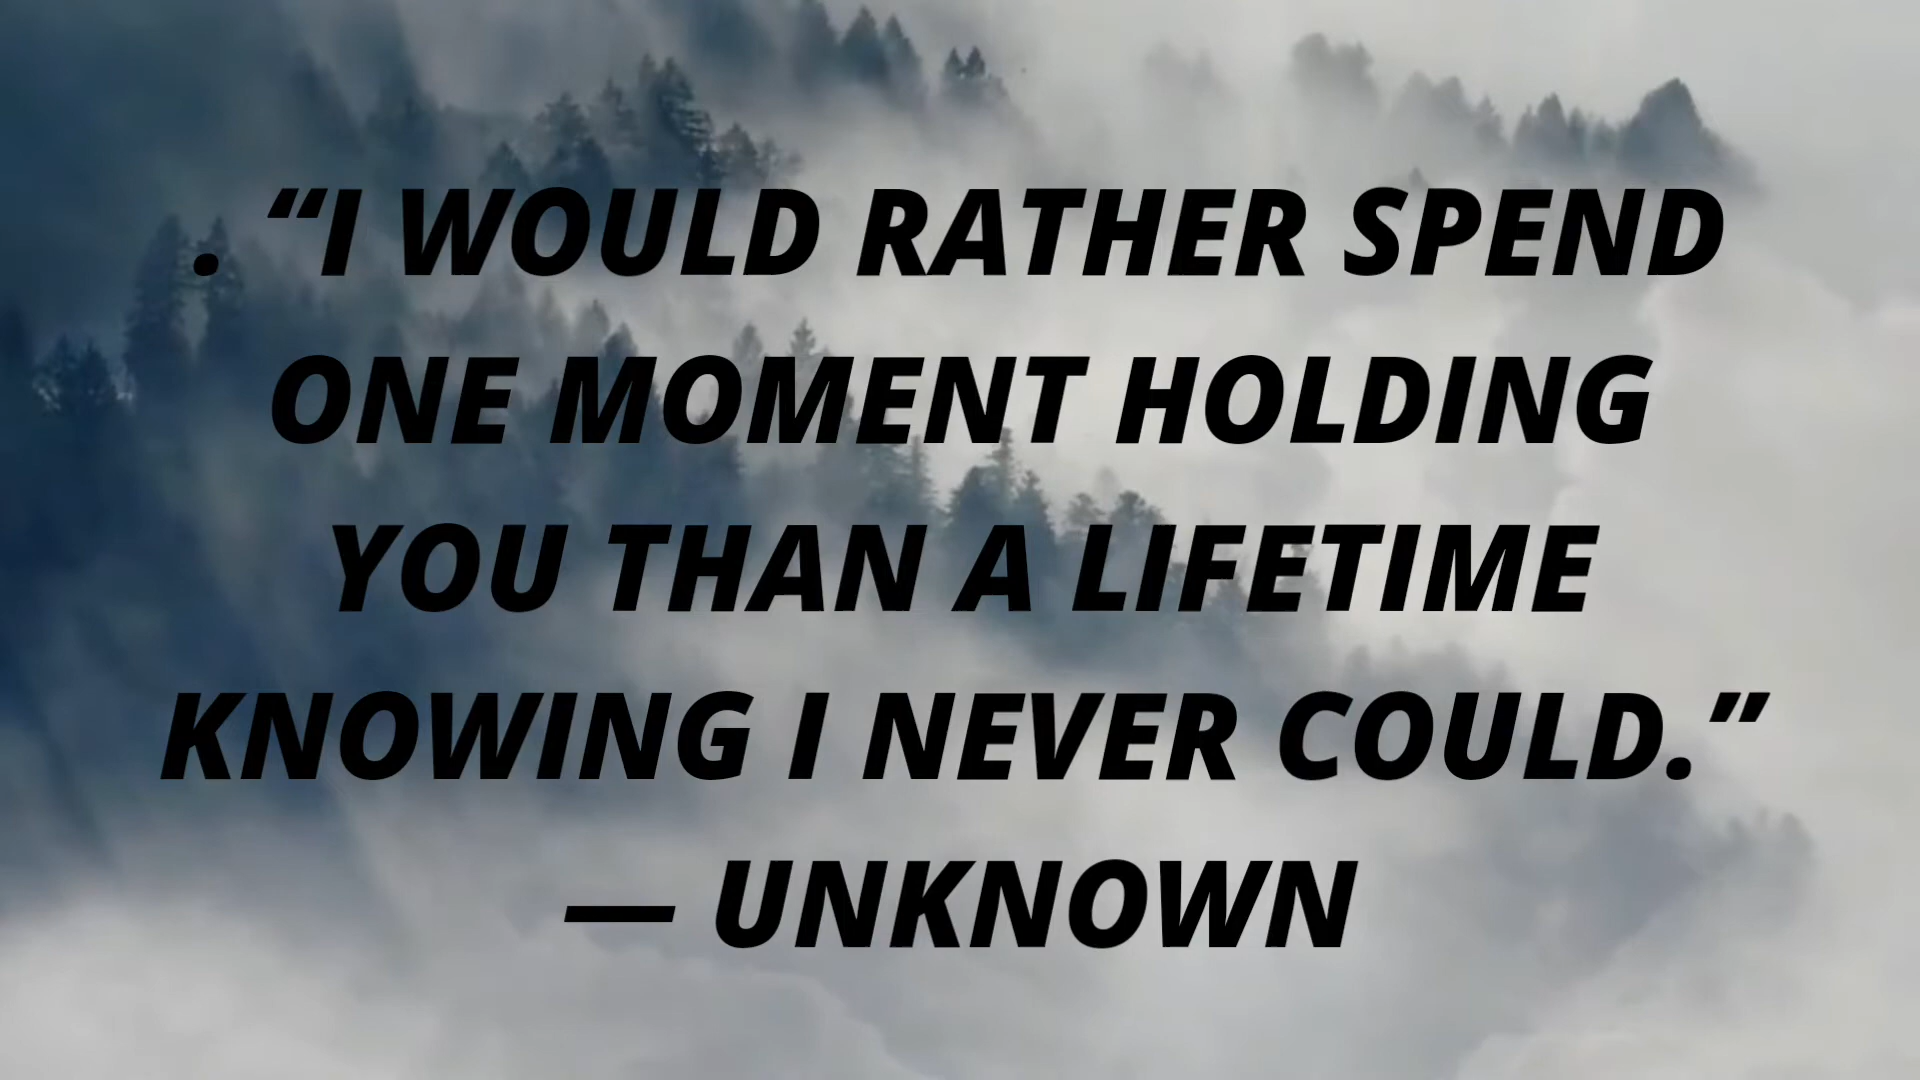 . “I WOULD RATHER SPEND
ONE MOMENT HOLDING
YOU THAN A LIFETIME
KNOWING I NEVER COULD.”
— UNKNOWN